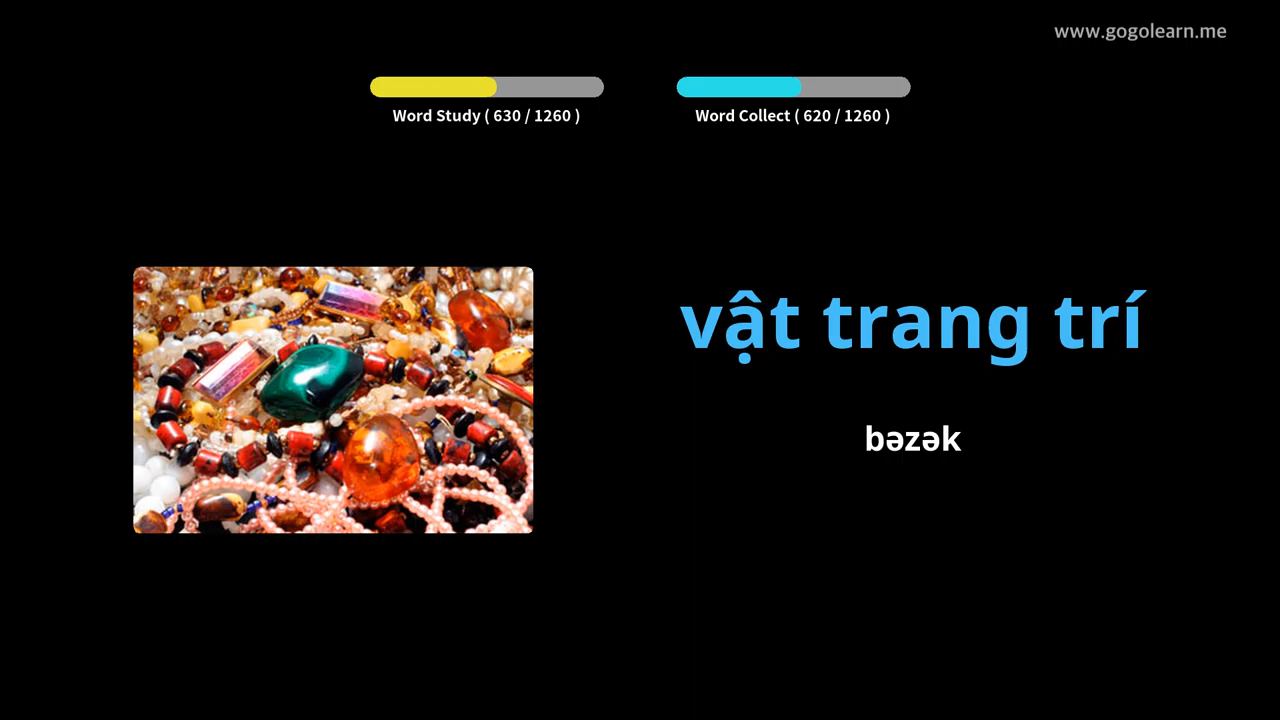 www.gogolearn.me
Word Study ( 630 / 1260 )
Word Collect ( 620 / 1260 )
vật trang trí
bəzək